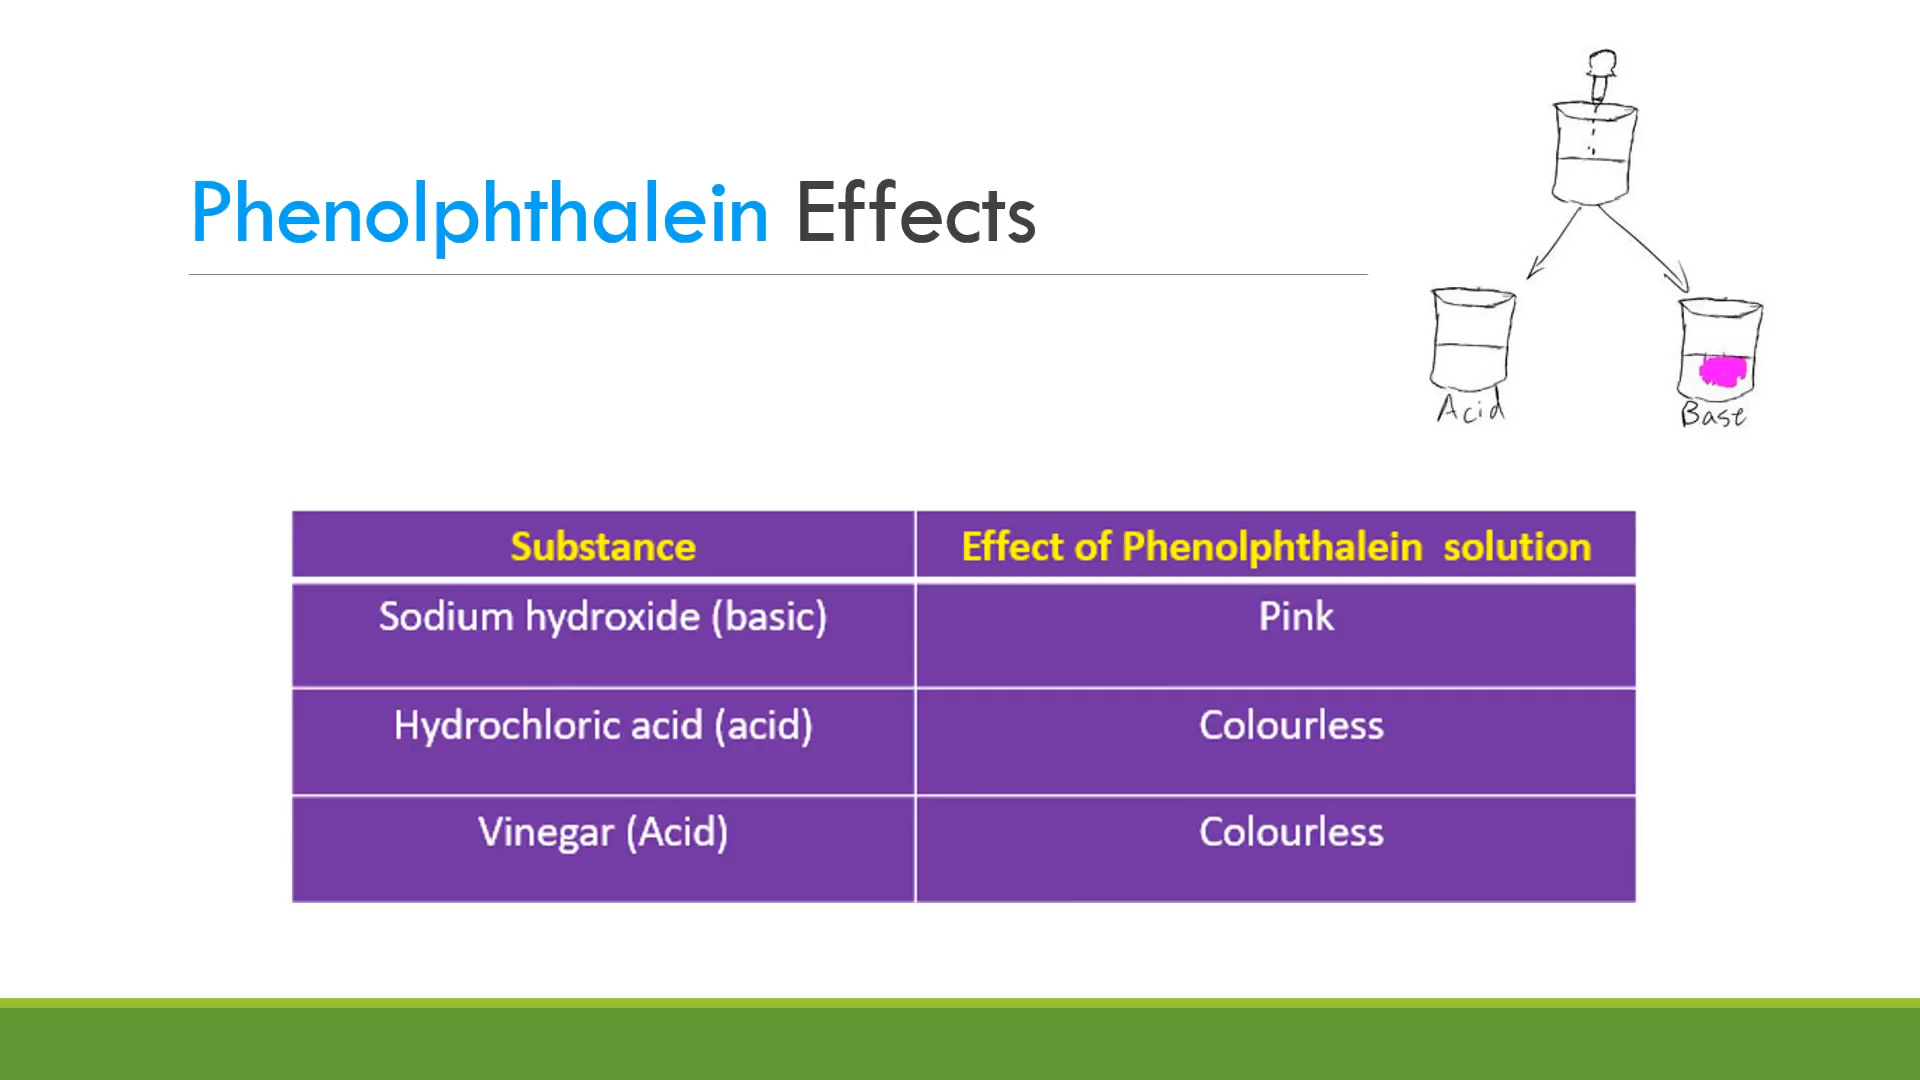 Phenolphthalein Effects
Acid
Base
Substance
Effect of Phenolphthalein solution
Sodium hydroxide (basic)
Pink
Hydrochloric acid (acid)
Colourless
Vinegar (Acid)
Colourless